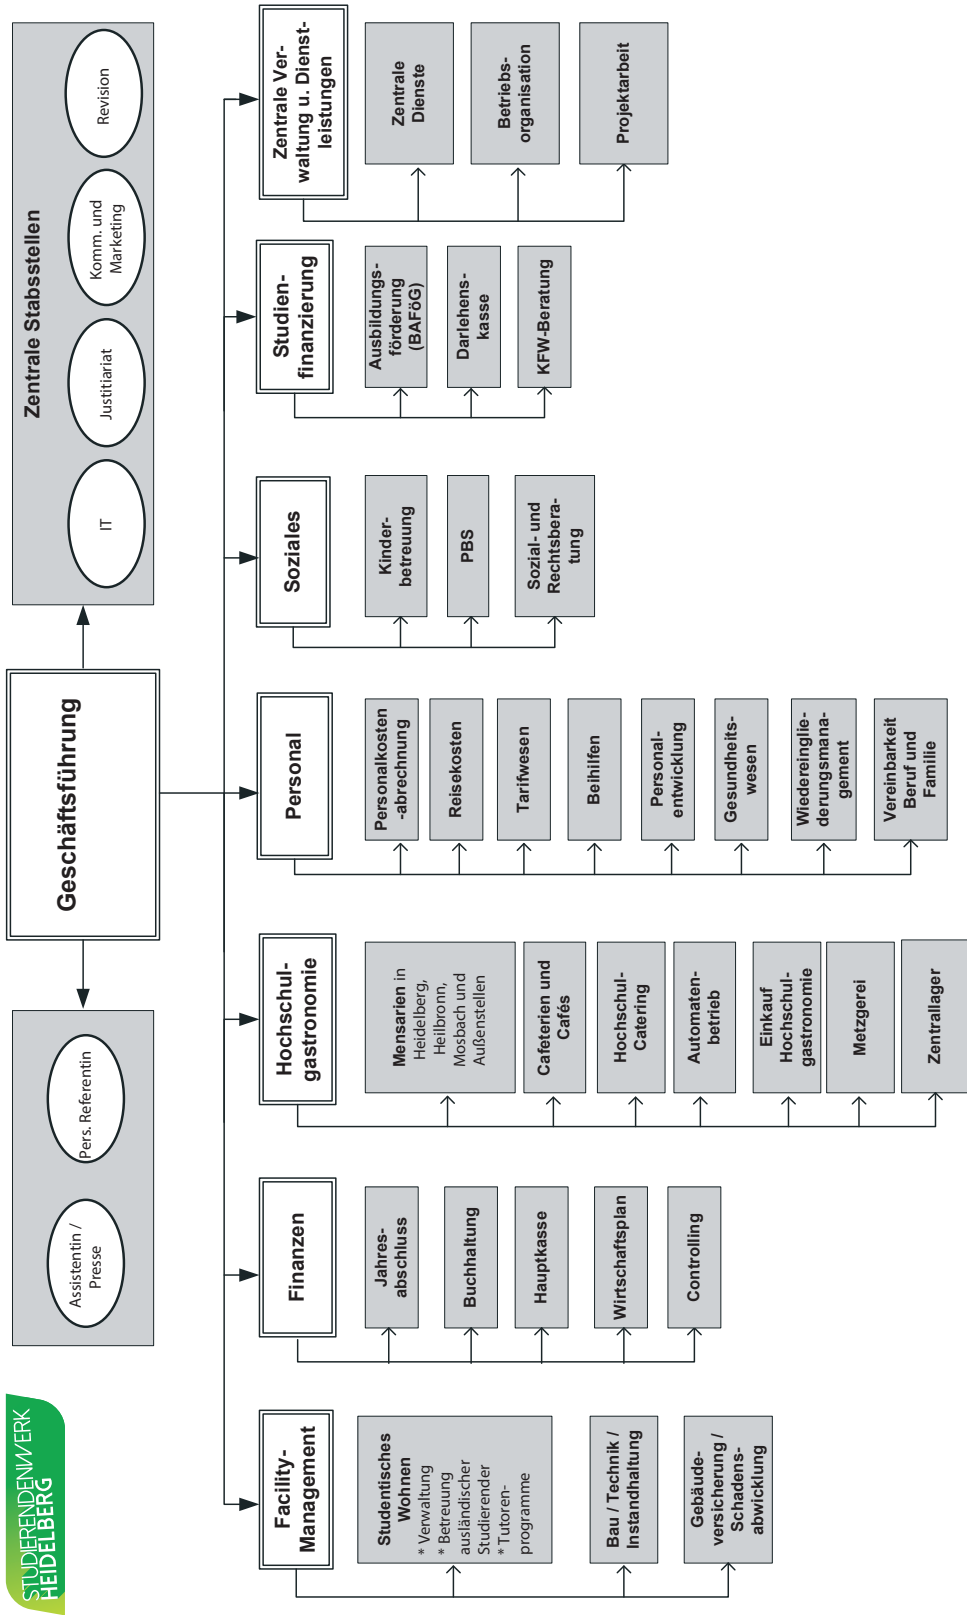 STUDIERENDENWERK
HEIDELBERG
Assistentin /
Presse
Pers. Referentin
Geschäftsführung
Zentrale Stabsstellen
IT
Justitiariat
Komm. und
Marketing
Revision
Facility-
Management
Studentisches
Wohnen
* Verwaltung
* Betreuung
ausländischer
Studierender
* Tutoren-
programme
Bau / Technik /
Instandhaltung
Gebäude-
versicherung /
Schadens-
abwicklung
Finanzen
Jahres-
abschluss
Buchhaltung
Hauptkasse
Wirtschaftsplan
Controlling
Hochschul-
gastronomie
Mensarien in
Heidelberg,
Heilbronn,
Mosbach und
Außenstellen
Cafeterien und
Cafés
Hochschul-
Catering
Automaten-
betrieb
Einkauf
Hochschul-
gastronomie
Metzgerei
Zentrallager
Personal
Personalkosten
-abrechnung
Reisekosten
Tarifwesen
Beihilfen
Personal-
entwicklung
Gesundheits-
wesen
Wiedereinglie-
derungsmana-
gement
Vereinbarkeit
Beruf und
Familie
Soziales
Kinder-
betreuung
PBS
Sozial- und
Rechtsbera-
tung
Studien-
finanzierung
Ausbildungs-
förderung
(BAFöG)
Darlehens-
kasse
KFW-Beratung
Zentrale Ver-
waltung u. Dienst-
leistungen
Zentrale
Dienste
Betriebs-
organisation
Projektarbeit